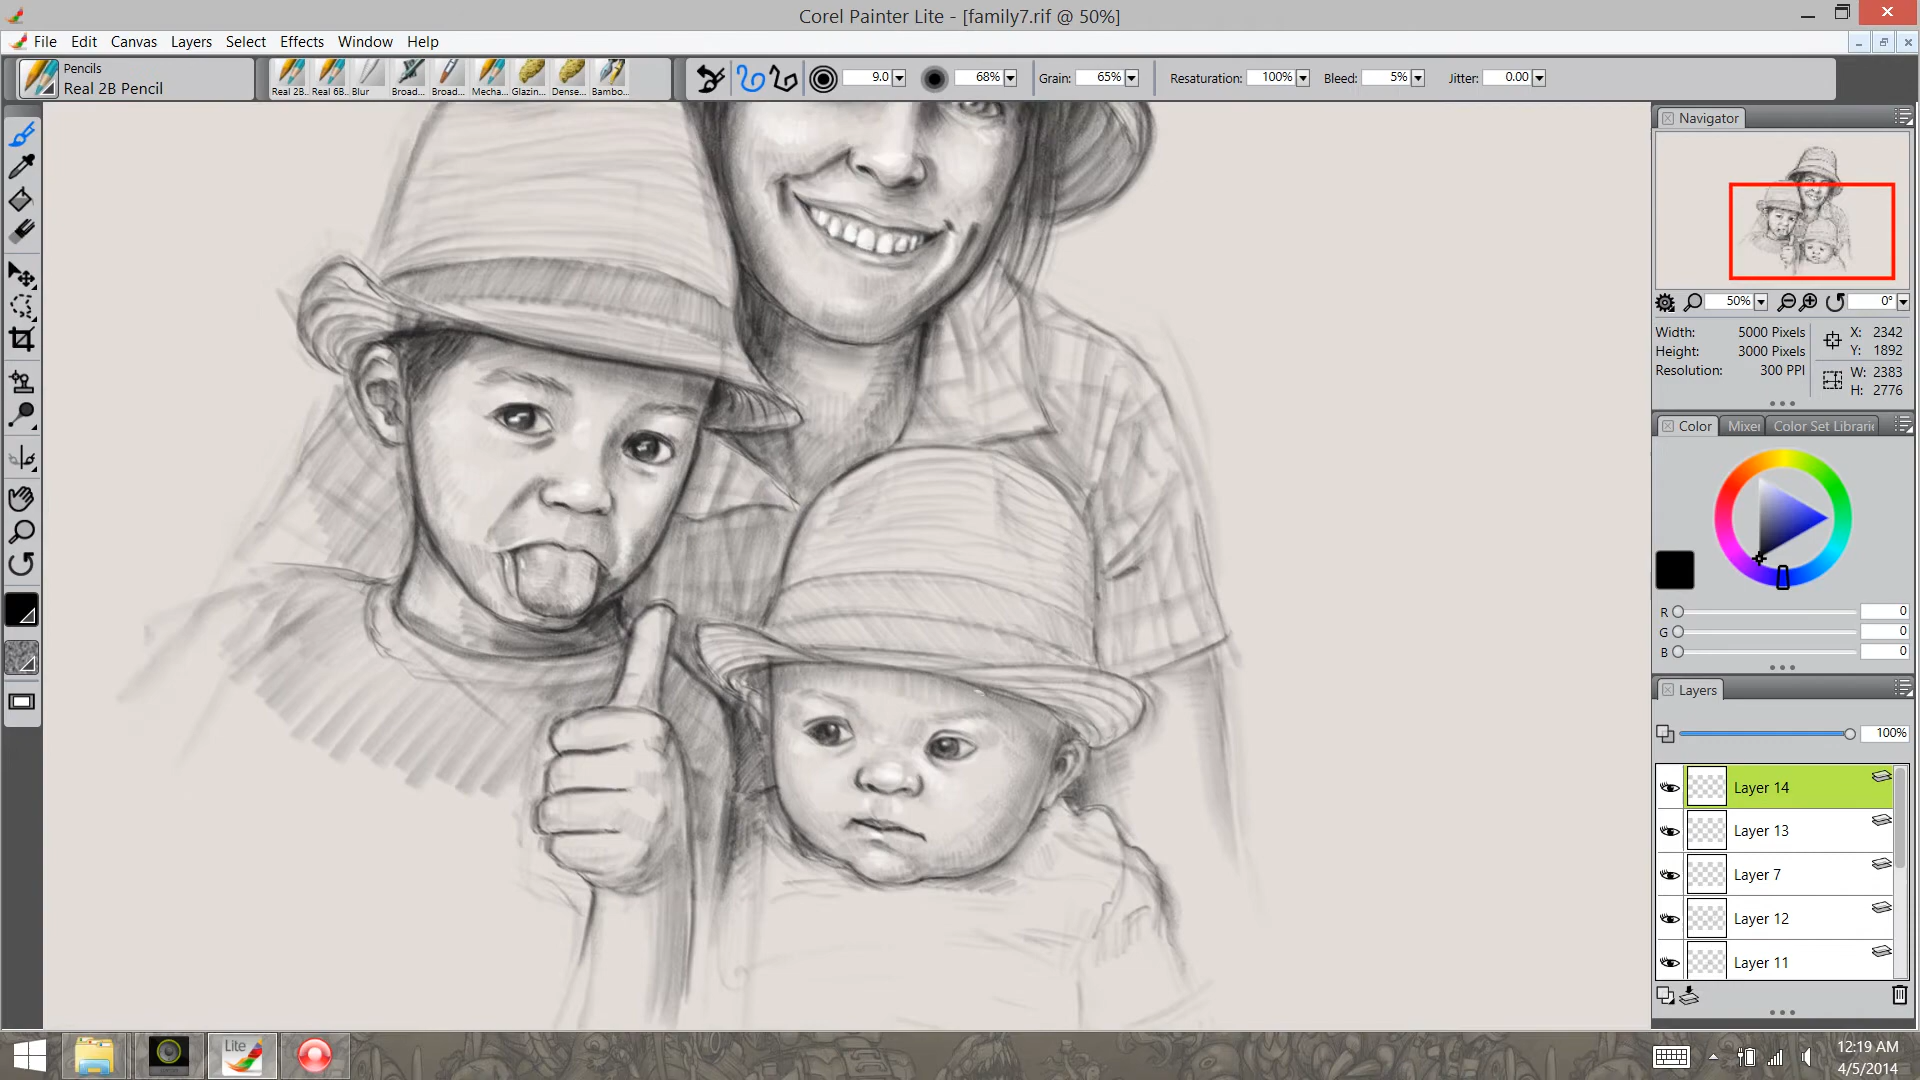 Corel Painter Lite - [family7.rif @ 50%]
File Edit Canvas Layers Select Effects Window Help
Pencils
Real 2B Pencil
Real 2B.. Real 6B.. Blur Broad... Broad... Mecha... Glazin... Dense... Bambo...
9.0 68% Grain: 65% Resaturation: 100% Bleed: 5% Jitter: 0.00
Navigator
50% 0°
Width: 5000 Pixels X: 2342
Height: 3000 Pixels Y: 1892
Resolution: 300 PPI W: 2383
H: 2776
Color Mixer Color Set Librarie
R 0
G 0
B 0
Layers
100%
Layer 14
Layer 13
Layer 7
Layer 12
Layer 11
Lite
12:19 AM
4/5/2014